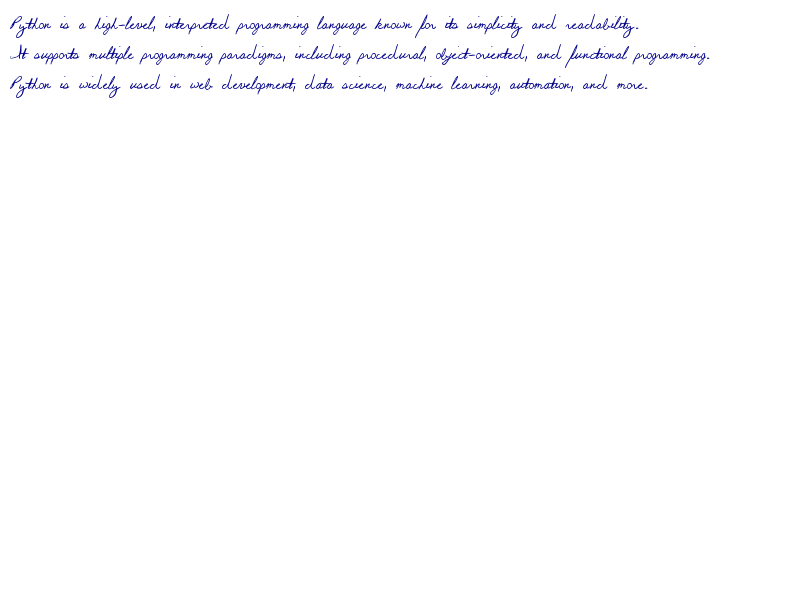 Python is a high-level, interpreted programming language known for its simplicity and readability.
It supports multiple programming paradigms, including procedural, object-oriented, and functional programming.
Python is widely used in web development, data science, machine learning, automation, and more.